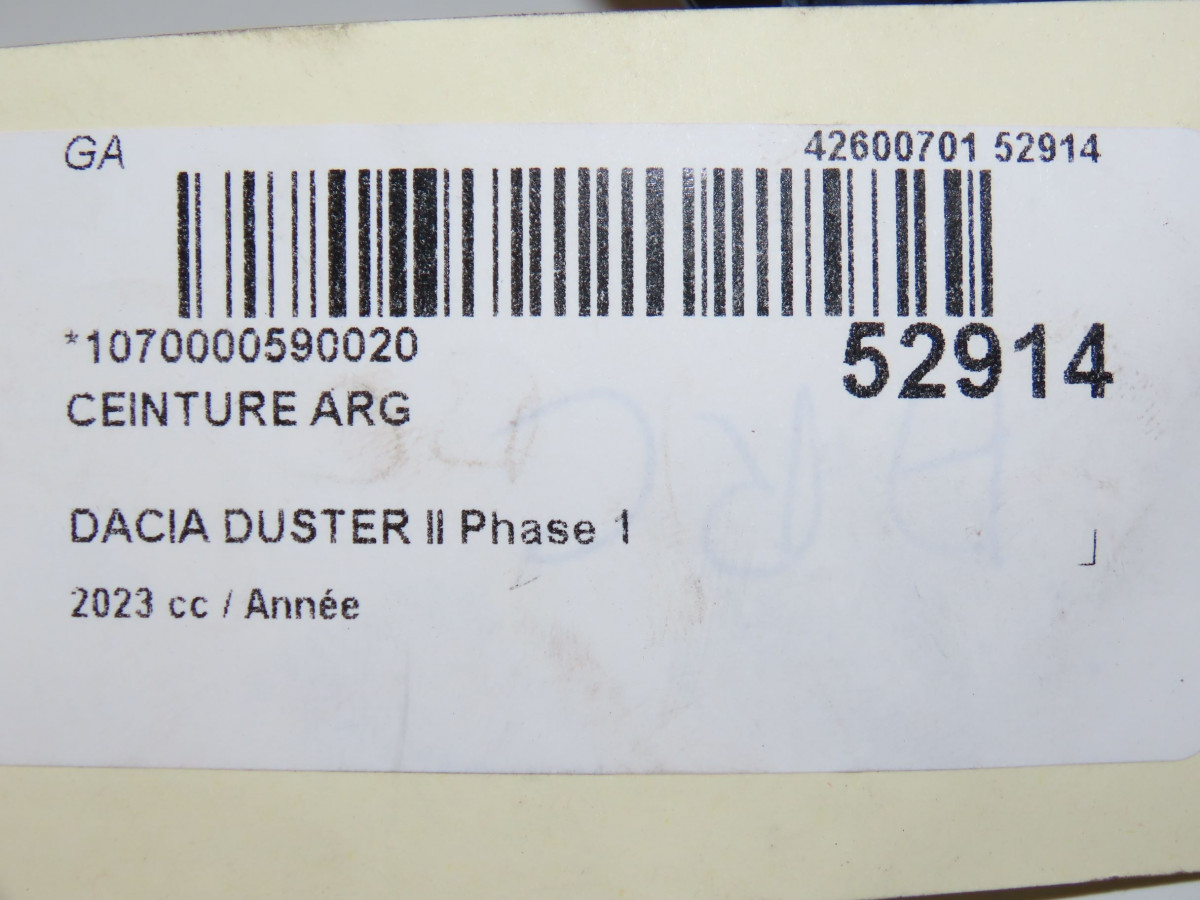 GA
42600701 52914
*1070000590020
52914
CEINTURE ARG
DACIA DUSTER II Phase 1
2023 cc / Année